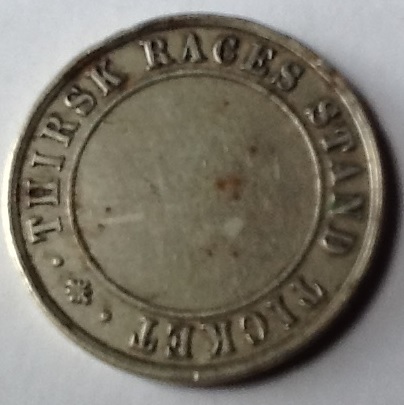 THIRSK RACES STAND TICKET